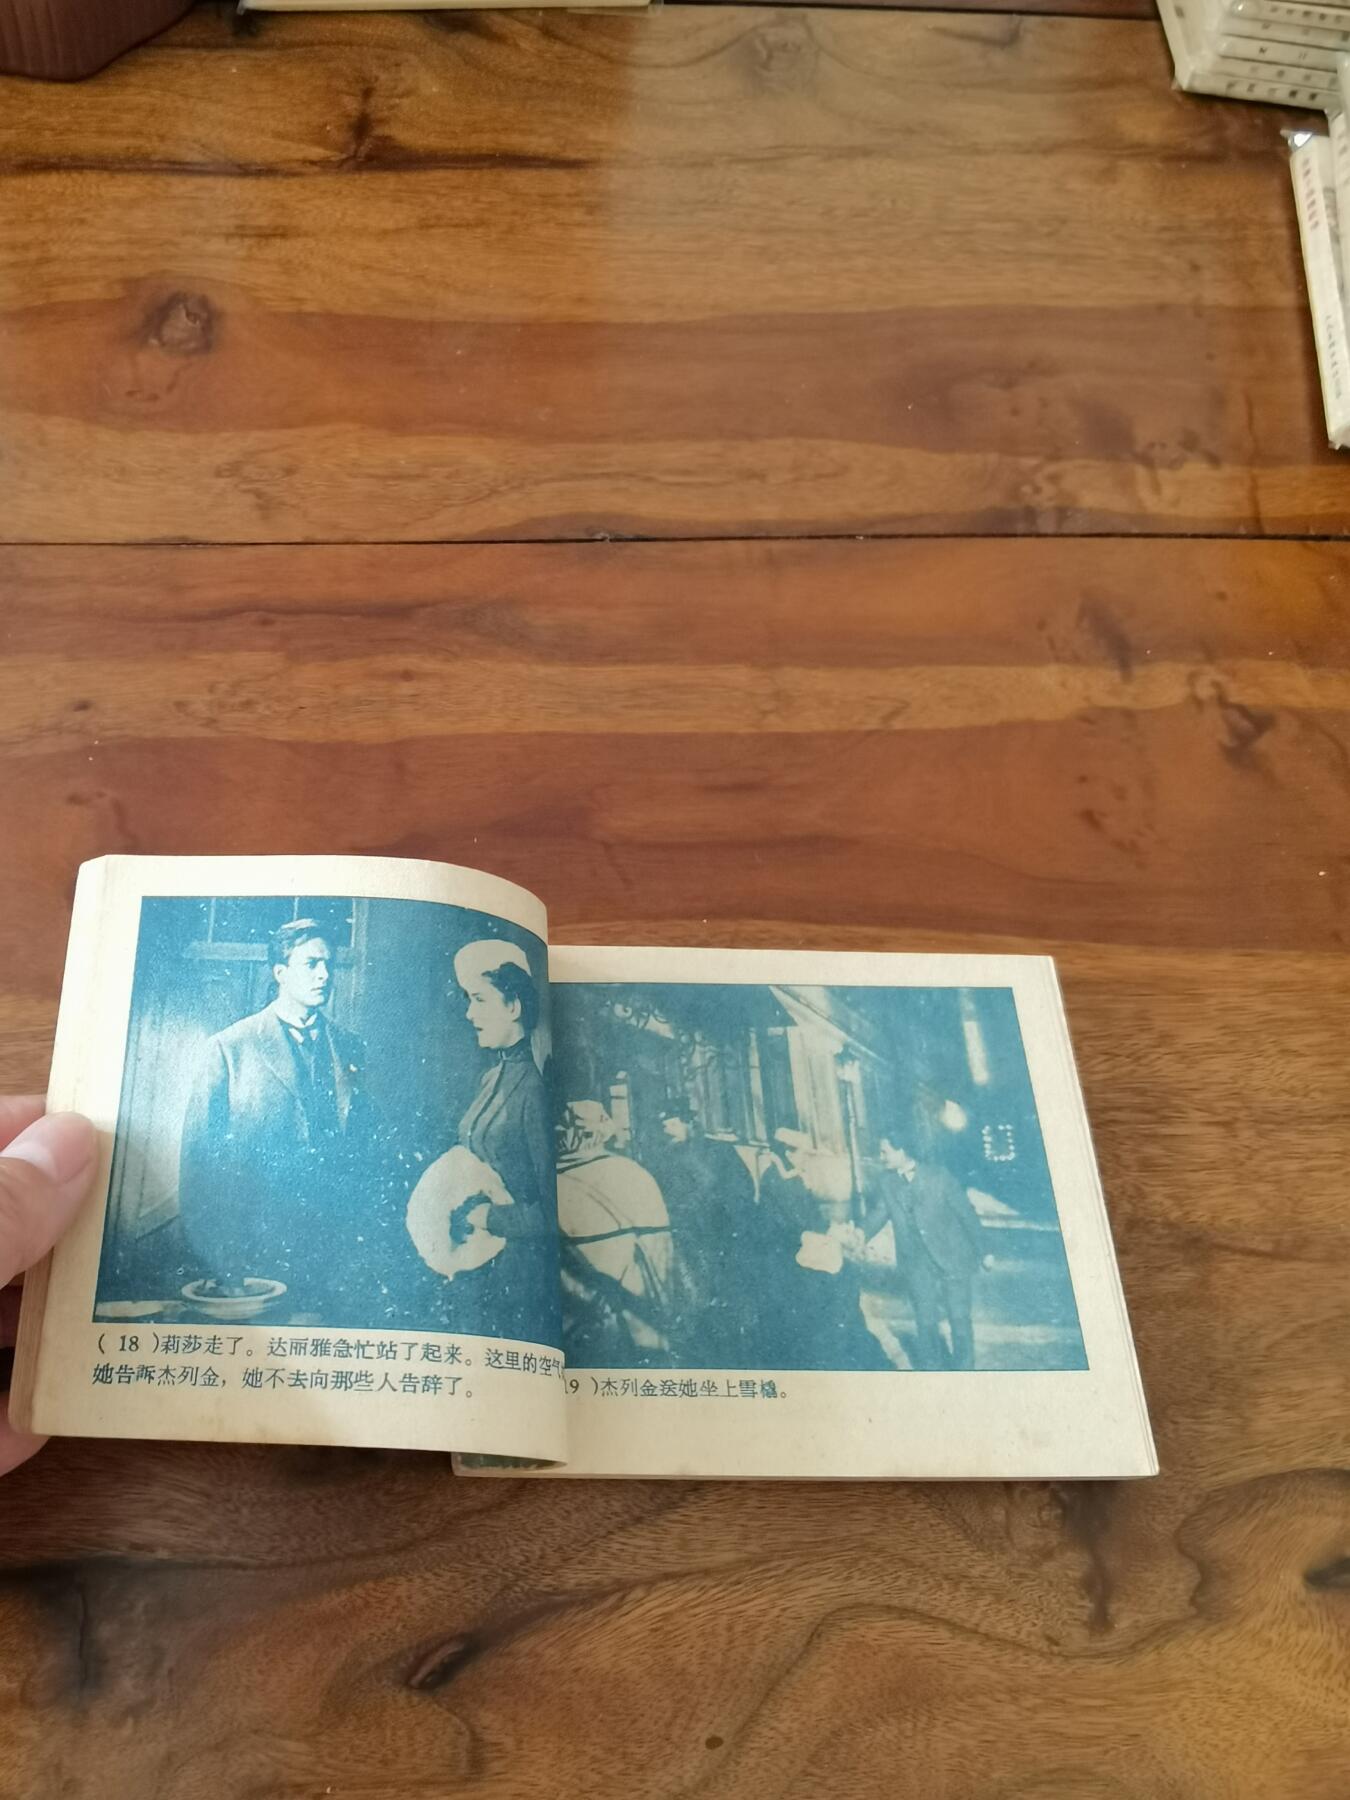 ( 18 )莉莎走了。达丽雅急忙站了起来。这里的空气
她告訴杰列金，她不去向那些人告辞了。
9 )杰列金送她坐上雪橇。